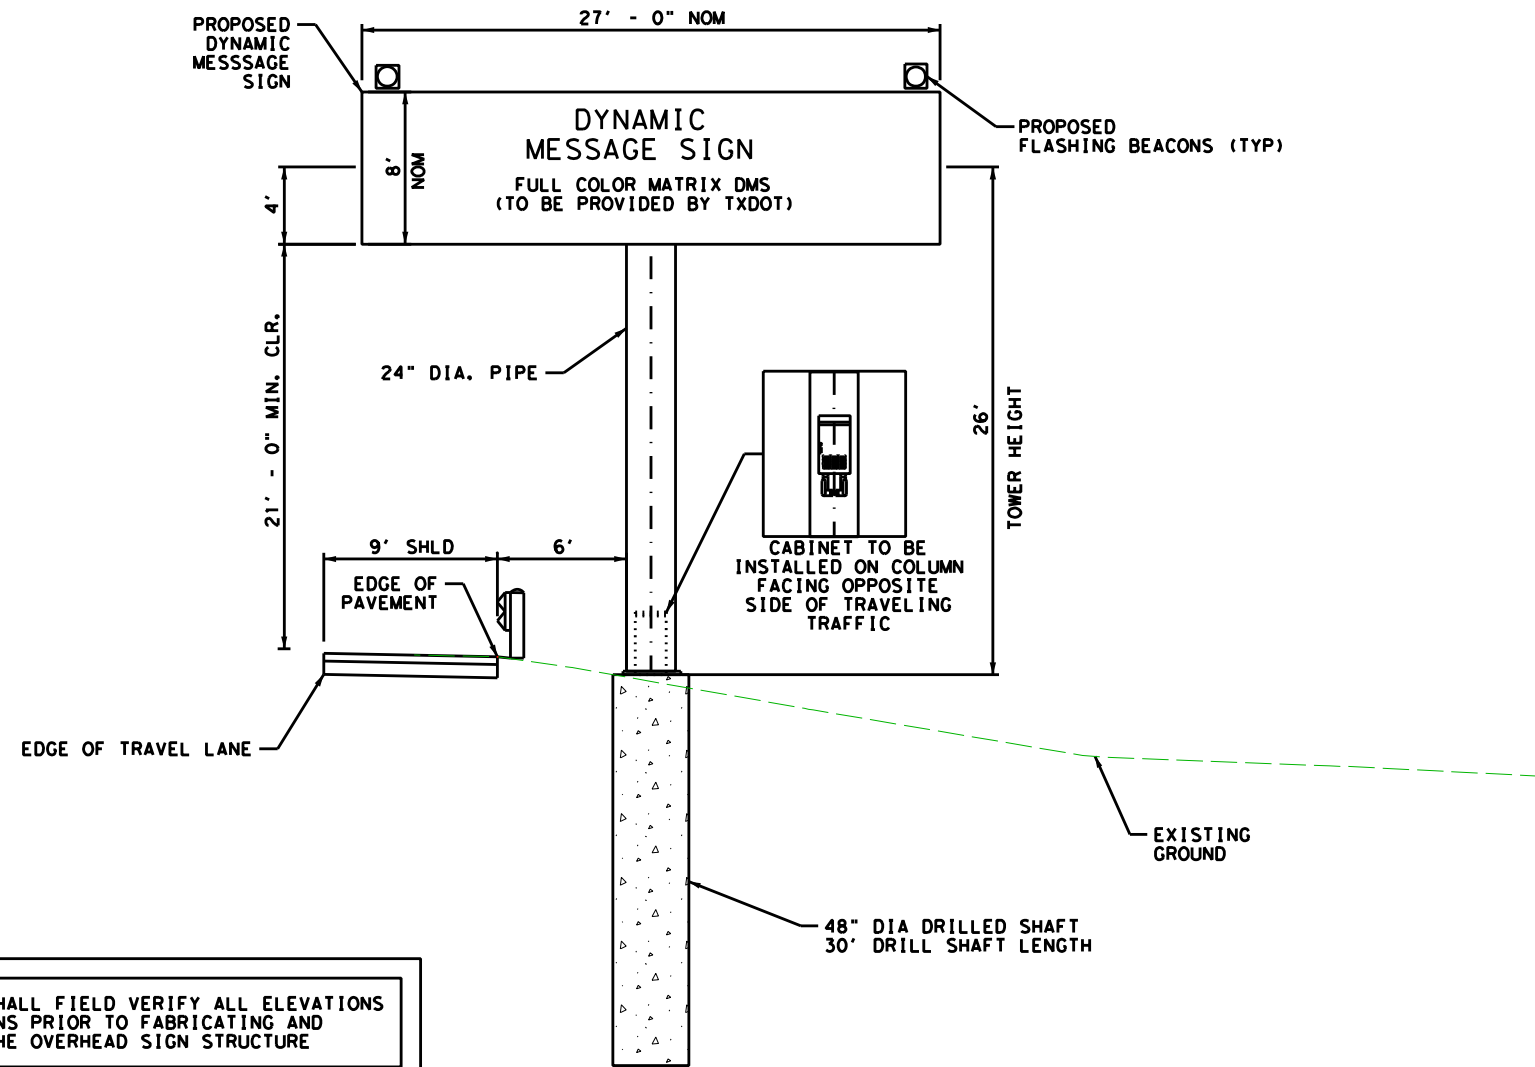 27' - 0" NOM
PROPOSED
DYNAMIC
MESSSAGE
SIGN
DYNAMIC
MESSAGE SIGN
FULL COLOR MATRIX DMS
(TO BE PROVIDED BY TXDOT)
8'
NOM
PROPOSED
FLASHING BEACONS (TYP)
4'
21' - 0" MIN. CLR.
24" DIA. PIPE
26'
TOWER HEIGHT
9' SHLD
6'
EDGE OF
PAVEMENT
CABINET TO BE
INSTALLED ON COLUMN
FACING OPPOSITE
SIDE OF TRAVELING
TRAFFIC
EDGE OF TRAVEL LANE
EXISTING
GROUND
48" DIA DRILLED SHAFT
30' DRILL SHAFT LENGTH
HALL FIELD VERIFY ALL ELEVATIONS
NS PRIOR TO FABRICATING AND
HE OVERHEAD SIGN STRUCTURE